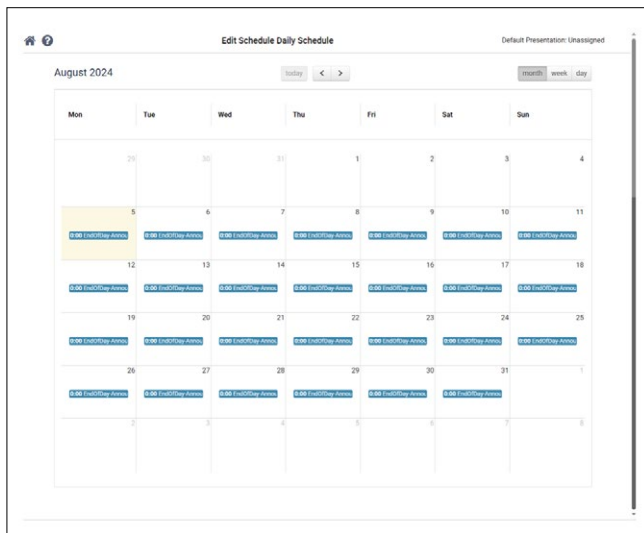 Edit Schedule Daily Schedule
Default Presentation: Unassigned
August 2024
today
month week day
Mon Tue Wed Thu Fri Sat Sun
29 30 31 1 2 3 4
5 6 7 8 9 10 11
0:00 EndOfDay-Annou 0:00 EndOfDay-Annou 0:00 EndOfDay-Annou 0:00 EndOfDay-Annou 0:00 EndOfDay-Annou 0:00 EndOfDay-Annou 0:00 EndOfDay-Annou
12 13 14 15 16 17 18
0:00 EndOfDay-Annou 0:00 EndOfDay-Annou 0:00 EndOfDay-Annou 0:00 EndOfDay-Annou 0:00 EndOfDay-Annou 0:00 EndOfDay-Annou 0:00 EndOfDay-Annou
19 20 21 22 23 24 25
0:00 EndOfDay-Annou 0:00 EndOfDay-Annou 0:00 EndOfDay-Annou 0:00 EndOfDay-Annou 0:00 EndOfDay-Annou 0:00 EndOfDay-Annou 0:00 EndOfDay-Annou
26 27 28 29 30 31 1
0:00 EndOfDay-Annou 0:00 EndOfDay-Annou 0:00 EndOfDay-Annou 0:00 EndOfDay-Annou 0:00 EndOfDay-Annou 0:00 EndOfDay-Annou
2 3 4 5 6 7 8